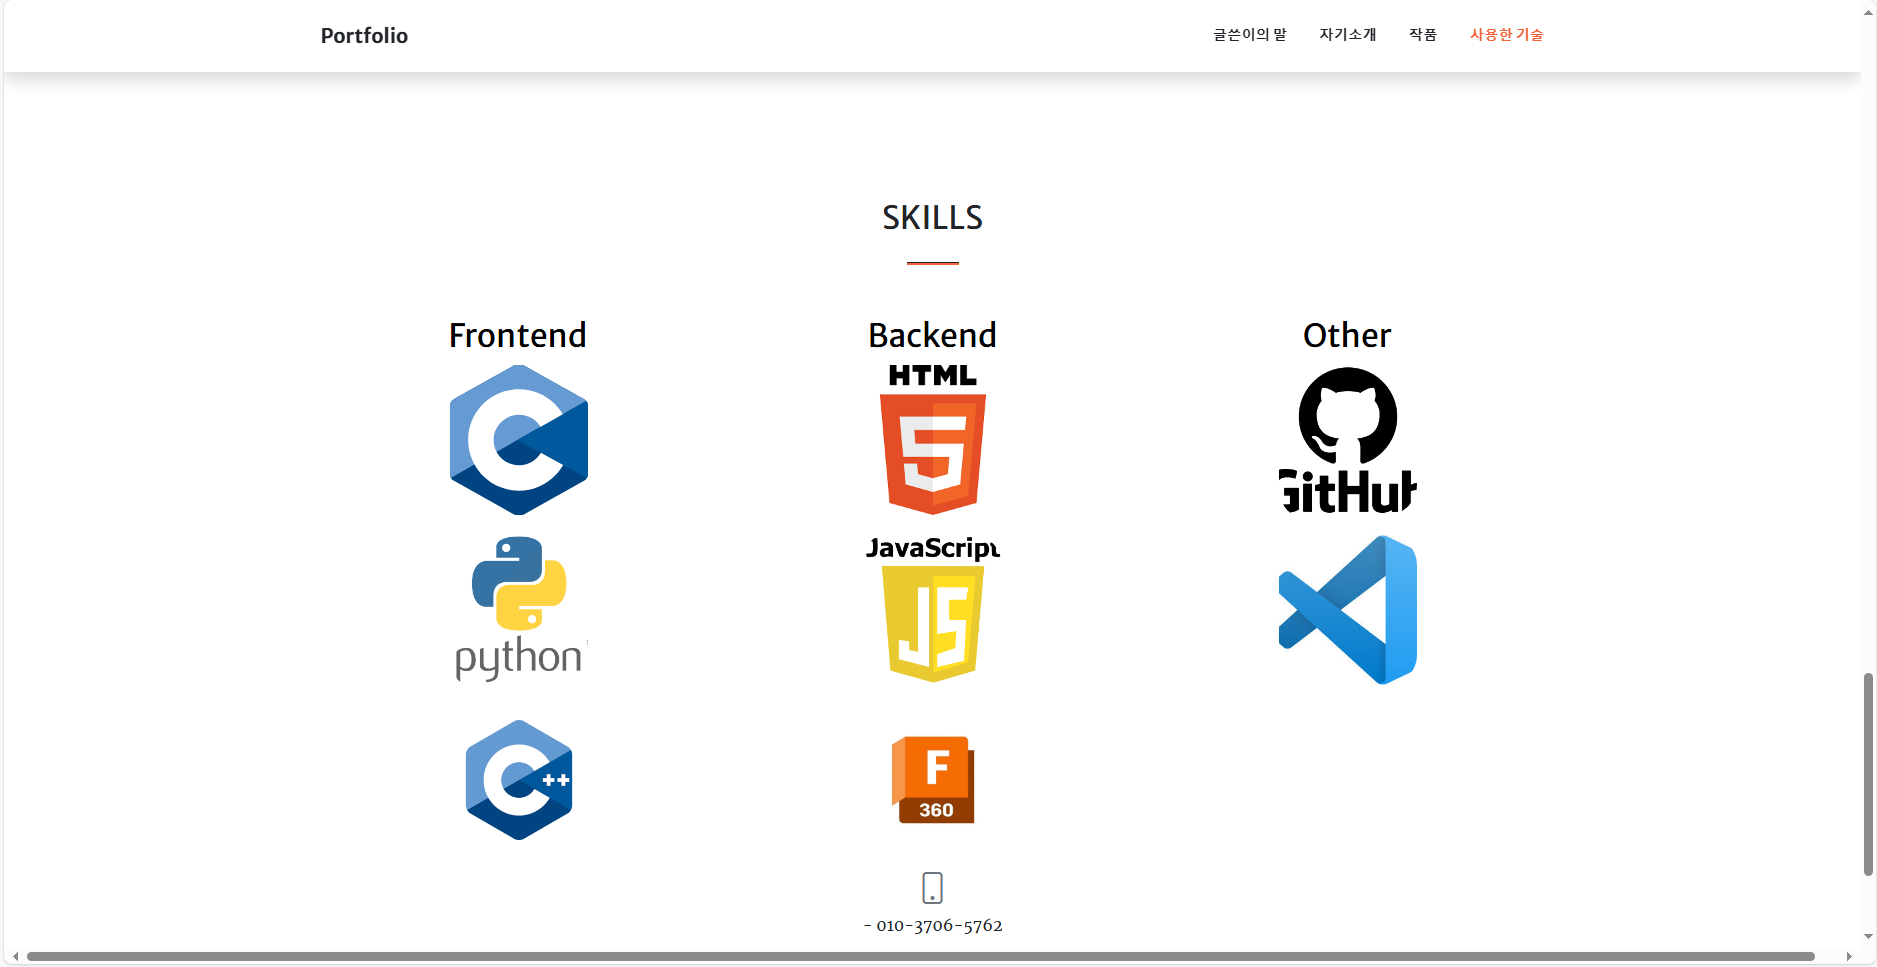 Portfolio
글쓴이의 말
자기소개
작품
사용한 기술
SKILLS
Frontend
Backend
Other
HTML
5
GitHub
python
JavaScript
JS
C
C++
F
360
- 010-3706-5762